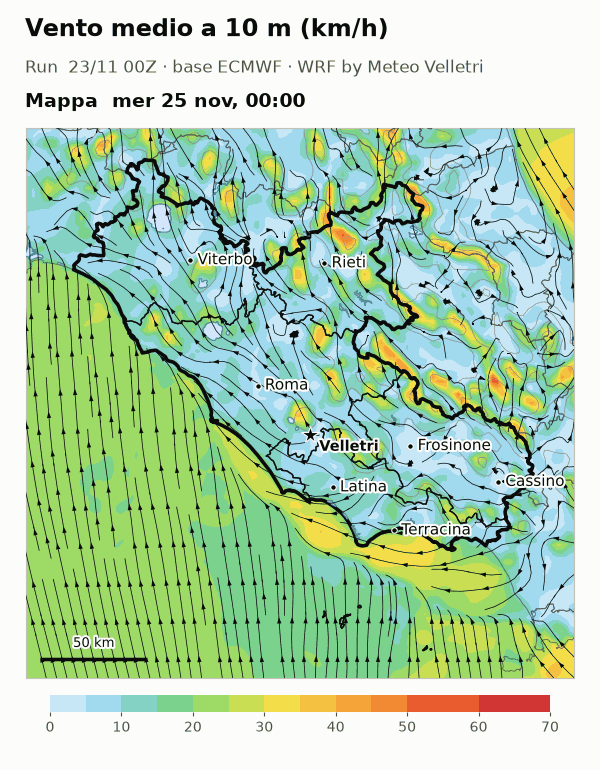 Vento medio a 10 m (km/h)
Run 23/11 00Z · base ECMWF · WRF by Meteo Velletri
Mappa mer 25 nov, 00:00
Viterbo
Rieti
Roma
Velletri
Frosinone
Cassino
Latina
Terracina
50 km
0 10 20 30 40 50 60 70